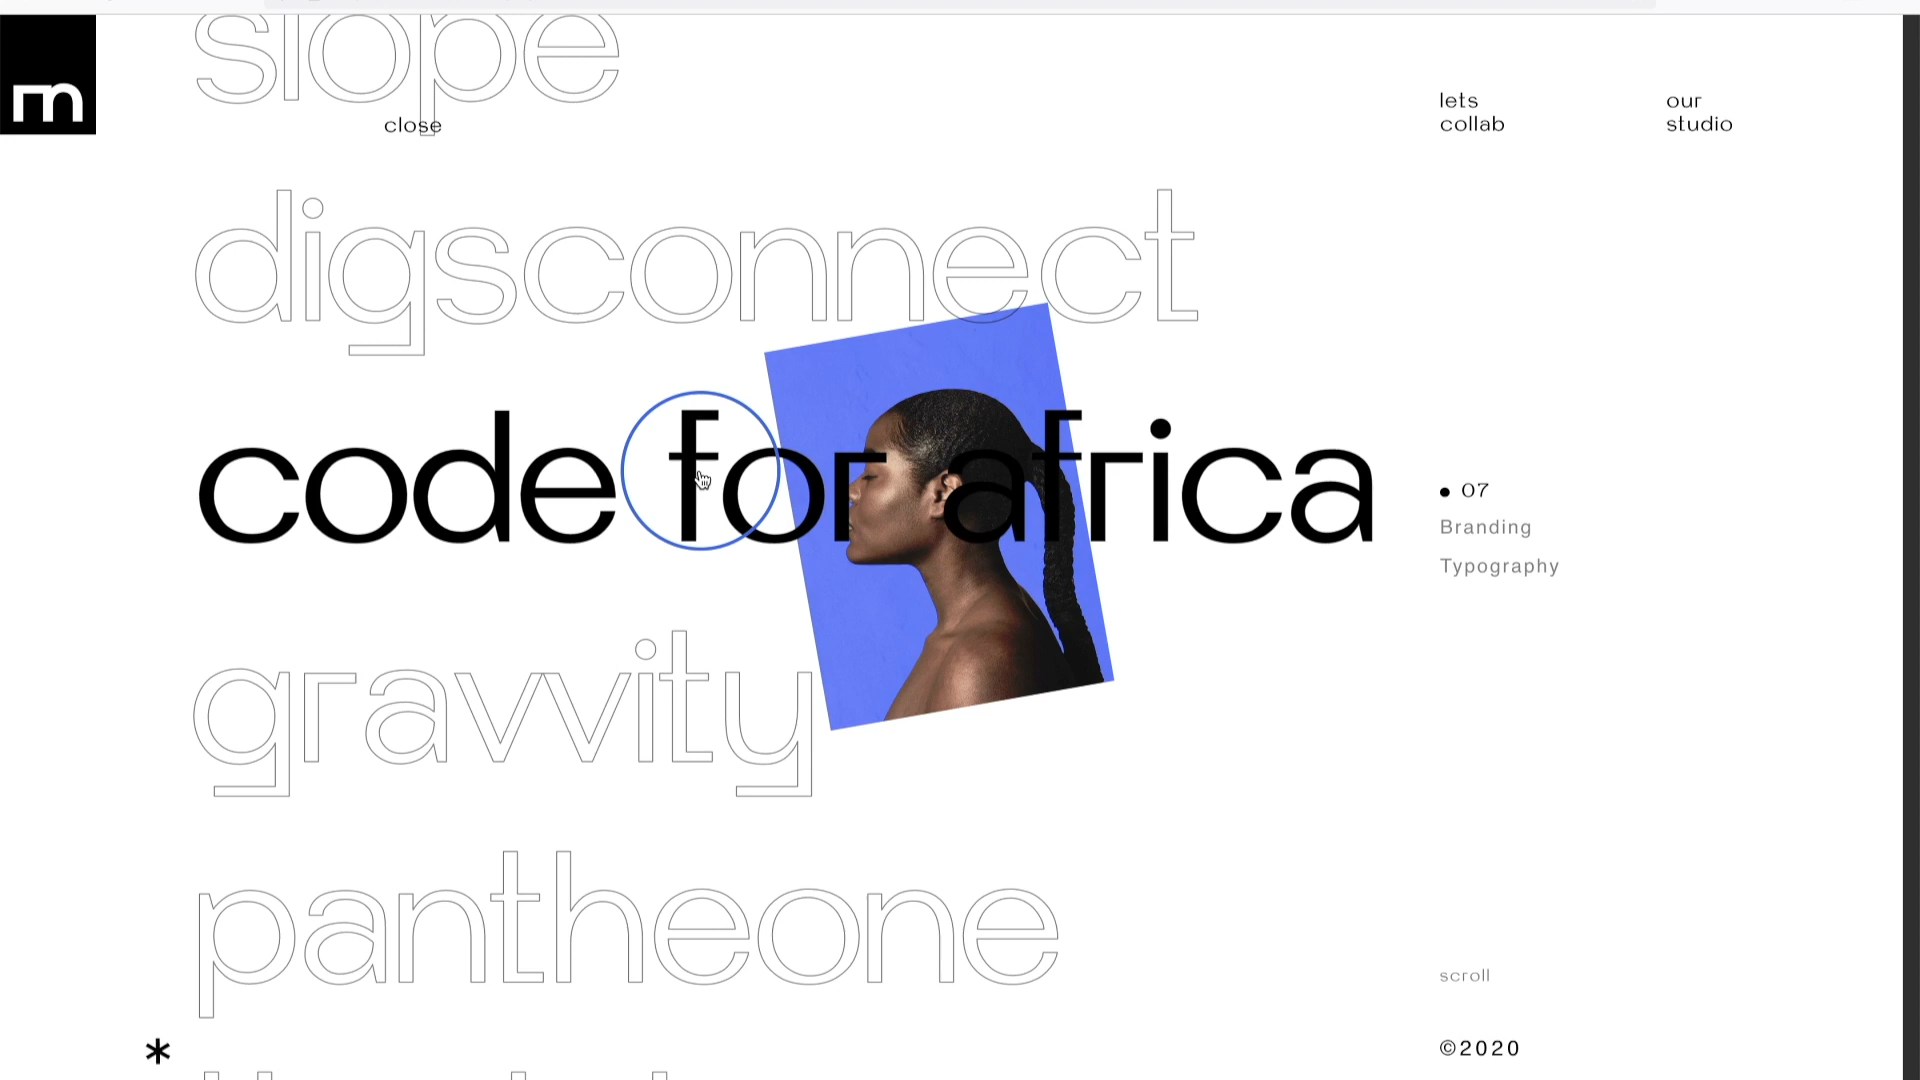 slope
m
close
lets
collab
our
studio
digsconnect
code for africa
07
Branding
Typography
gravvity
pantheone
scroll
*
©2020